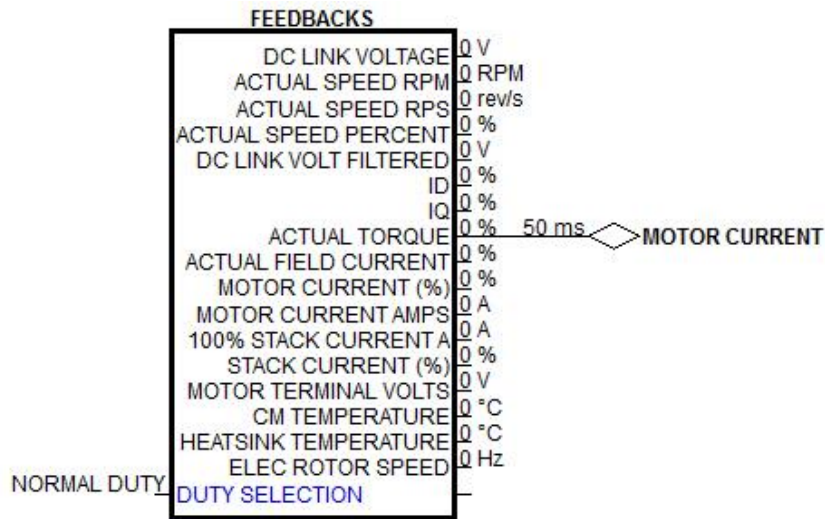 FEEDBACKS
DC LINK VOLTAGE 0 V
ACTUAL SPEED RPM 0 RPM
ACTUAL SPEED RPS 0 rev/s
ACTUAL SPEED PERCENT 0 %
DC LINK VOLT FILTERED 0 V
ID 0 %
IQ 0 %
ACTUAL TORQUE 0 % 50 ms MOTOR CURRENT
ACTUAL FIELD CURRENT 0 %
MOTOR CURRENT (%) 0 %
MOTOR CURRENT AMPS 0 A
100% STACK CURRENT A 0 A
STACK CURRENT (%) 0 %
MOTOR TERMINAL VOLTS 0 V
CM TEMPERATURE 0 °C
HEATSINK TEMPERATURE 0 °C
ELEC ROTOR SPEED 0 Hz
NORMAL DUTY DUTY SELECTION